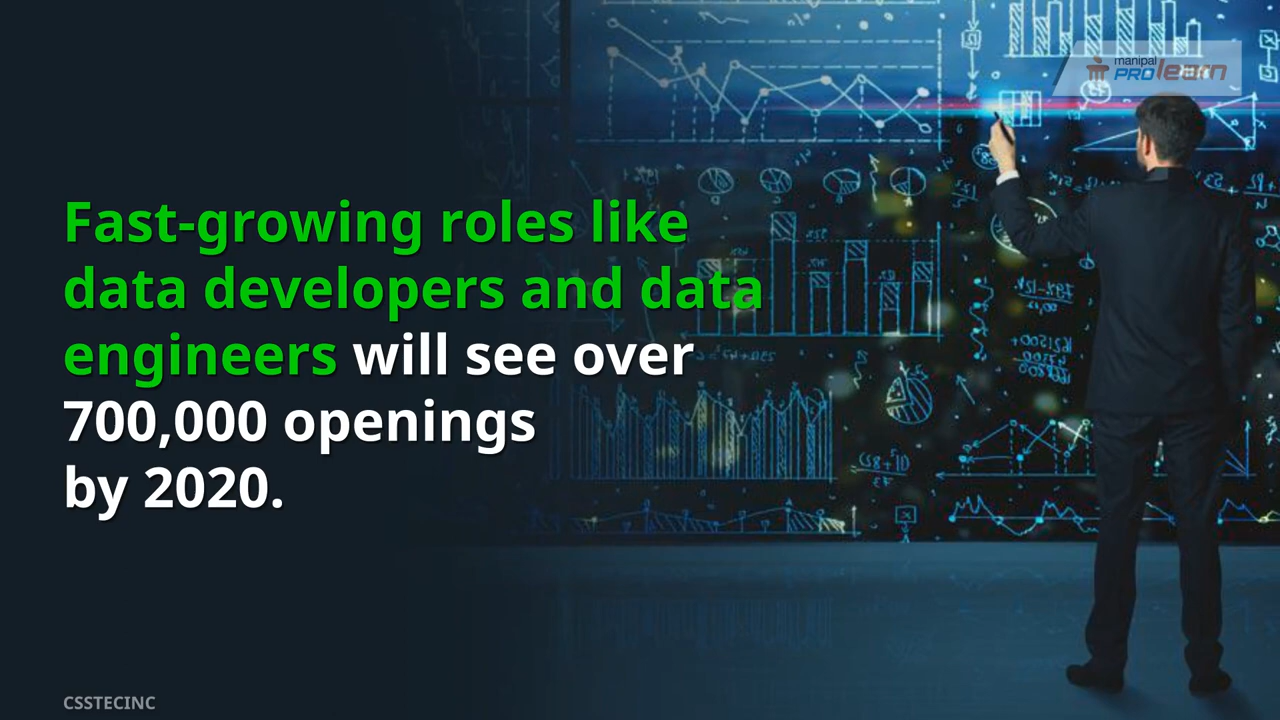 manipal
PROlearn
Fast-growing roles like
data developers and data
engineers will see over
700,000 openings
by 2020.
CSSTECINC